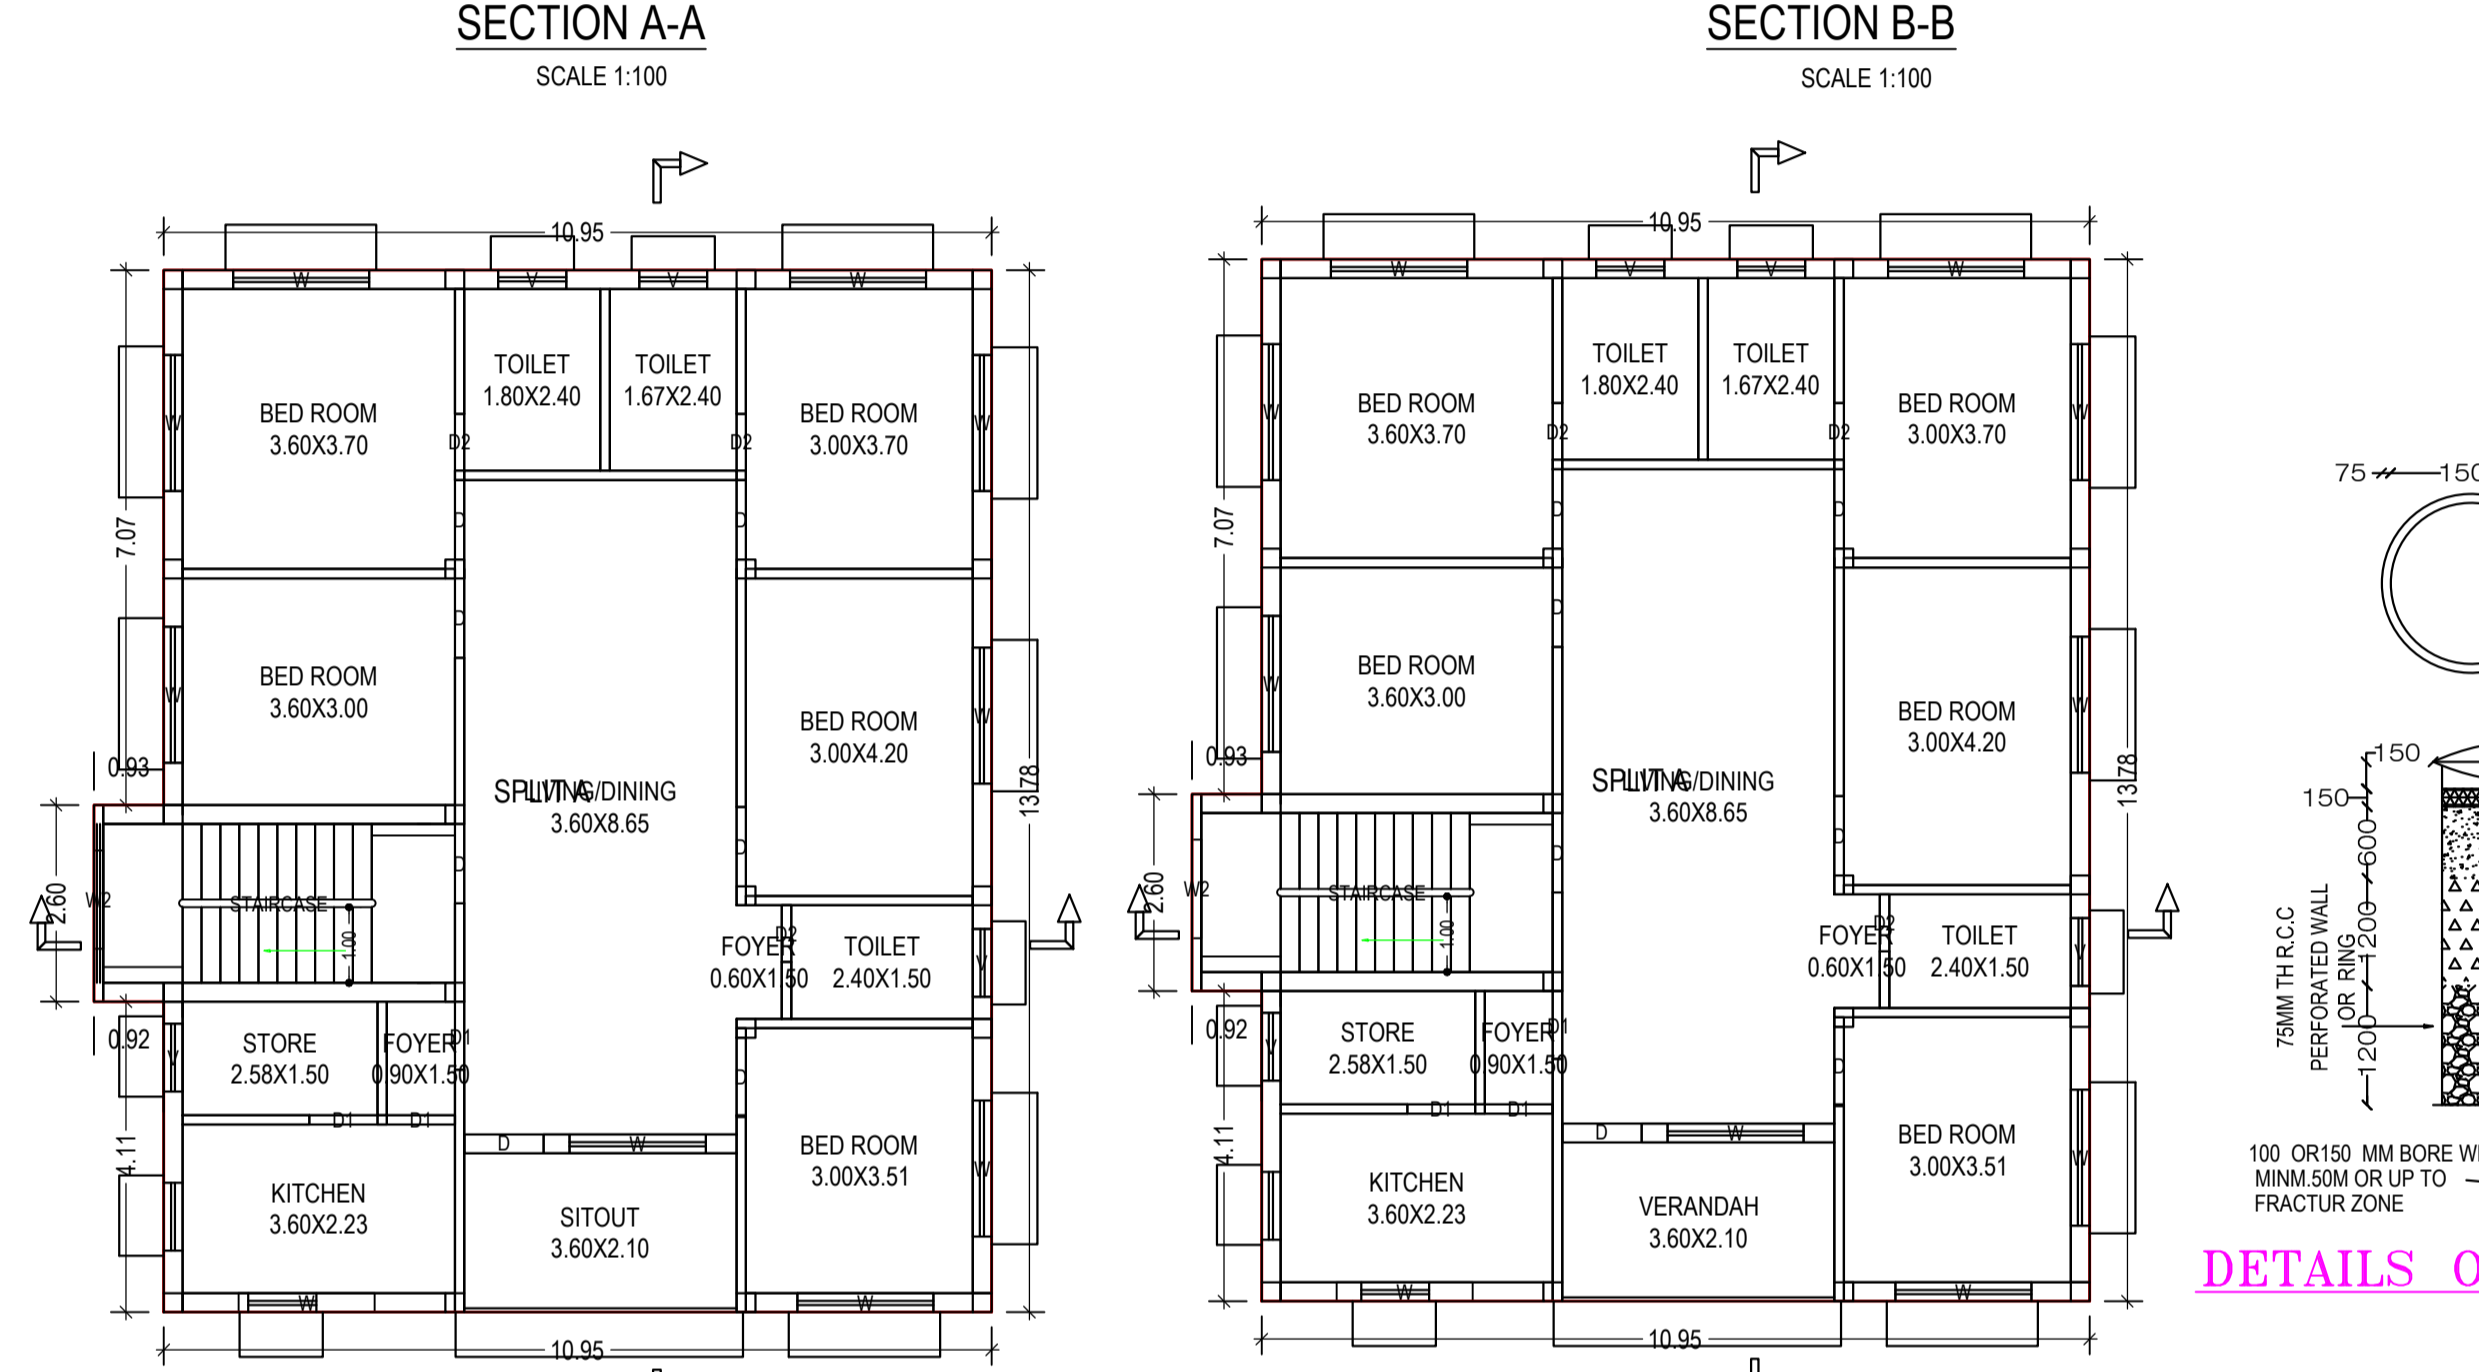 SECTION A-A
SCALE 1:100
SECTION B-B
SCALE 1:100
10.95
W
V
V
W
TOILET
1.80X2.40
TOILET
1.67X2.40
BED ROOM
3.60X3.70
BED ROOM
3.00X3.70
W
D2
D2
W
7.07
D
D
D
BED ROOM
3.60X3.00
W
BED ROOM
3.00X4.20
W
0.93
SPLIT A
LIVING/DINING
3.60X8.65
13.78
D
D
2.60
W2
STAIRCASE
1.00
FOYER
0.60X1.50
D2
TOILET
2.40X1.50
V
0.92
V
STORE
2.58X1.50
FOYER
0.90X1.50
D1
D
D1
D1
4.11
D
W
BED ROOM
3.00X3.51
W
KITCHEN
3.60X2.23
SITOUT
3.60X2.10
W
W
10.95
10.95
W
V
V
W
TOILET
1.80X2.40
TOILET
1.67X2.40
BED ROOM
3.60X3.70
BED ROOM
3.00X3.70
W
D2
D2
W
7.07
D
D
D
BED ROOM
3.60X3.00
W
BED ROOM
3.00X4.20
W
0.93
SPLIT A
LIVING/DINING
3.60X8.65
13.78
D
D
2.60
W2
STAIRCASE
1.00
FOYER
0.60X1.50
D2
TOILET
2.40X1.50
V
0.92
V
STORE
2.58X1.50
FOYER
0.90X1.50
D1
D
D1
D1
4.11
D
W
BED ROOM
3.00X3.51
W
KITCHEN
3.60X2.23
VERANDAH
3.60X2.10
W
W
10.95
75
150
150
150
600
1200
1200
75MM TH R.C.C
PERFORATED WALL
OR RING
100 OR150 MM BORE
MINM.50M OR UP TO
FRACTUR ZONE
DETAILS